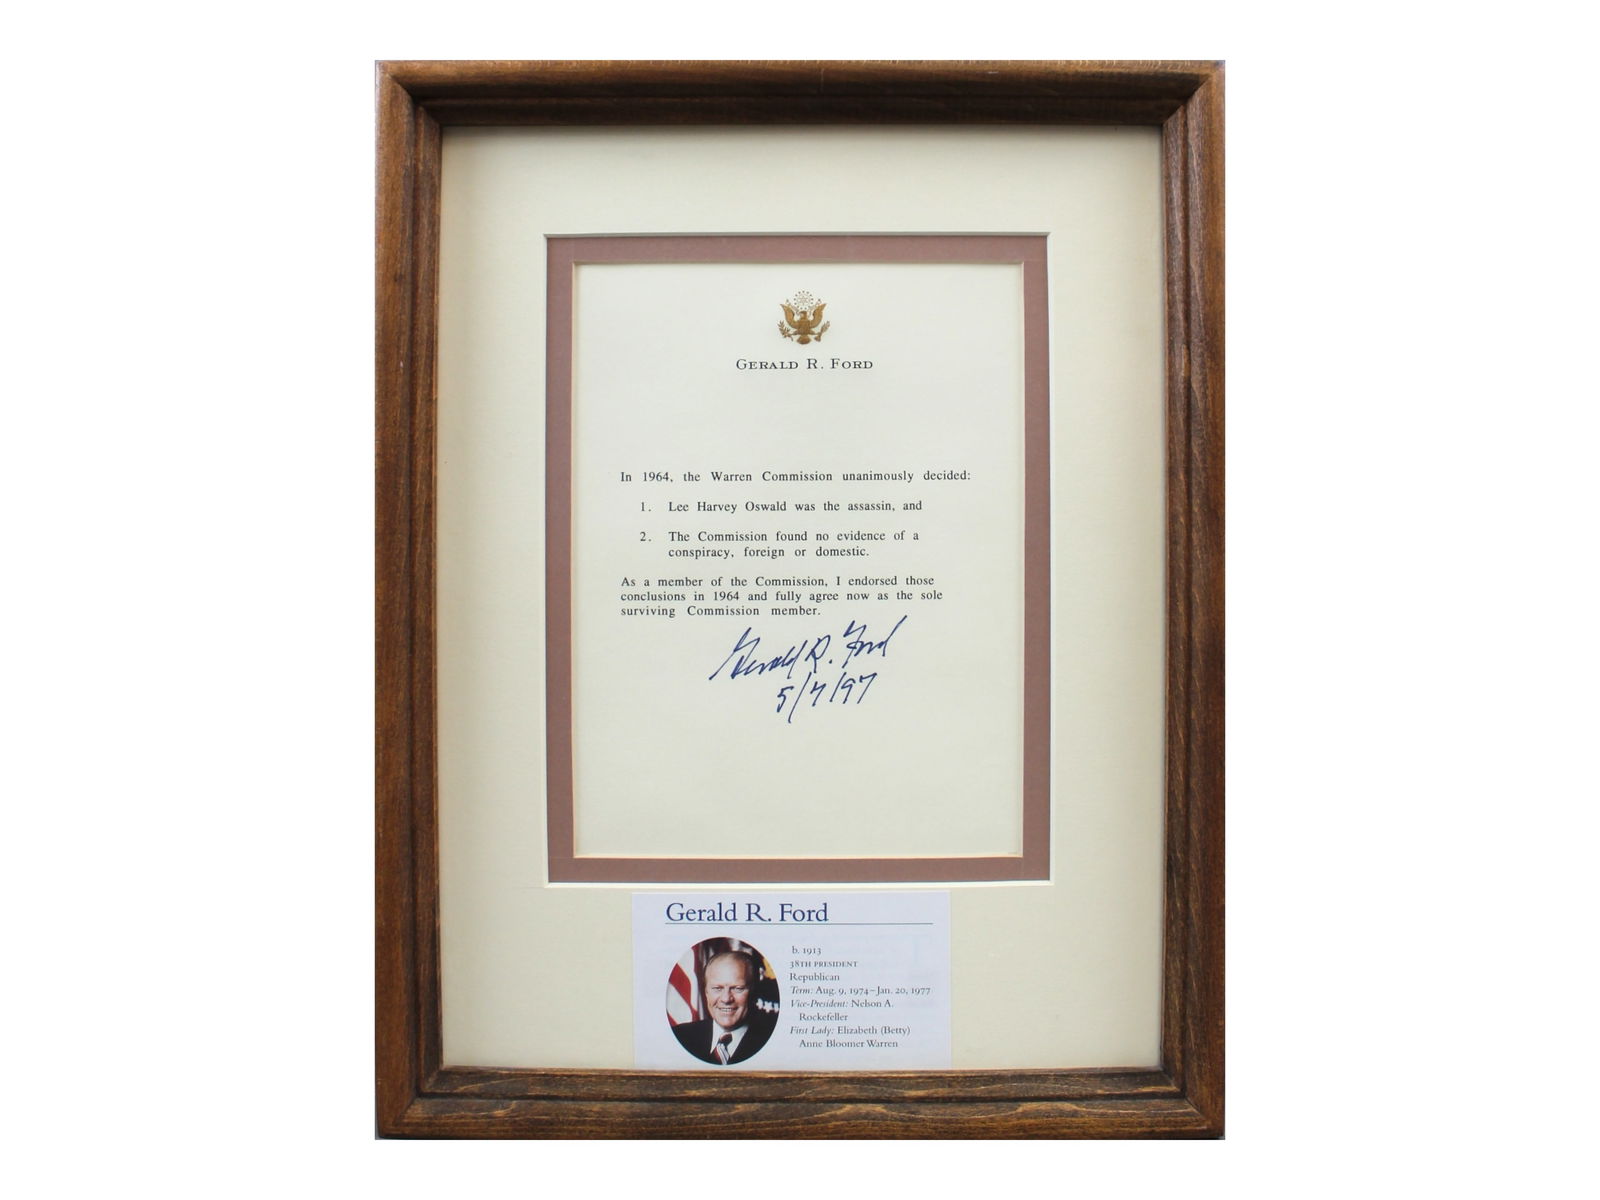 GERALD R. FORD
In 1964, the Warren Commission unanimously decided:
1. Lee Harvey Oswald was the assassin, and
2. The Commission found no evidence of a
conspiracy, foreign or domestic.
As a member of the Commission, I endorsed those
conclusions in 1964 and fully agree now as the sole
surviving Commission member.
Gerald R. Ford
5/7/97
Gerald R. Ford
b. 1913
38TH PRESIDENT
Republican
Term: Aug. 9, 1974–Jan. 20, 1977
Vice-President: Nelson A.
Rockefeller
First Lady: Elizabeth (Betty)
Anne Bloomer Warren